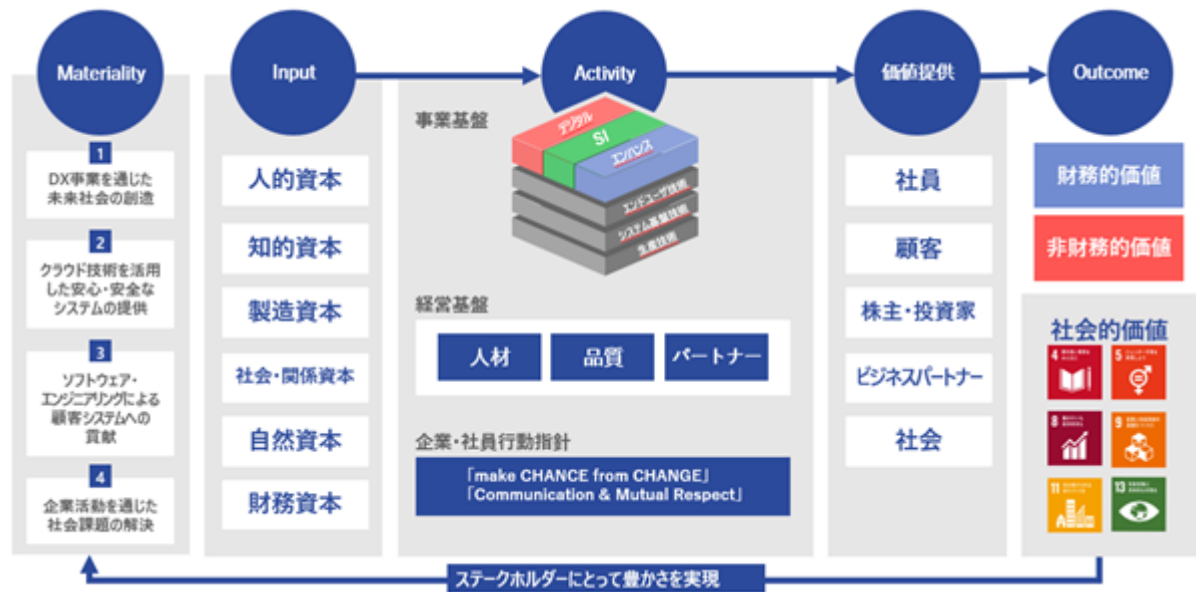 Materiality
1
DX事業を通じた
未来社会の創造
2
クラウド技術を活用
した安心・安全な
システムの提供
3
ソフトウェア・
エンジニアリングによる
顧客システムへの
貢献
4
企業活動を通じた
社会課題の解決
Input
人的資本
知的資本
製造資本
社会・関係資本
自然資本
財務資本
Activity
事業基盤
デジタル
SI
エンハンス
エンドユーザ技術
システム基盤技術
生産技術
経営基盤
人材
品質
パートナー
企業・社員行動指針
「make CHANCE from CHANGE」
「Communication & Mutual Respect」
価値提供
社員
顧客
株主・投資家
ビジネスパートナー
社会
Outcome
財務的価値
非財務的価値
社会的価値
4
5
8
9
11
13
ステークホルダーにとって豊かさを実現